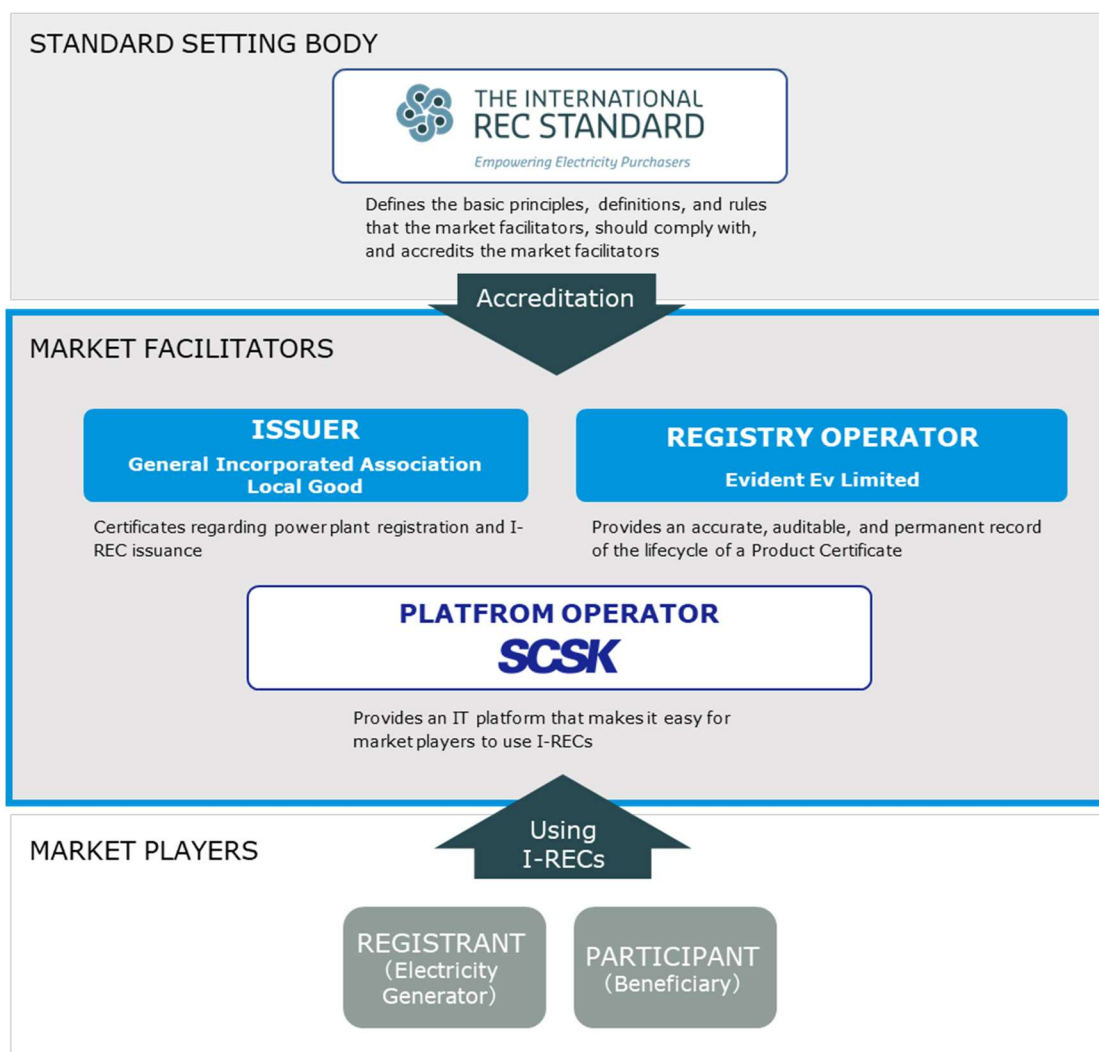 STANDARD SETTING BODY
THE INTERNATIONAL
REC STANDARD
Empowering Electricity Purchasers
Defines the basic principles, definitions, and rules
that the market facilitators, should comply with,
and accredits the market facilitators
Accreditation
MARKET FACILITATORS
ISSUER
General Incorporated Association
Local Good
Certificates regarding power plant registration and I-
REC issuance
REGISTRY OPERATOR
Evident Ev Limited
Provides an accurate, auditable, and permanent record
of the lifecycle of a Product Certificate
PLATFROM OPERATOR
SCSK
Provides an IT platform that makes it easy for
market players to use I-RECs
Using
I-RECs
MARKET PLAYERS
REGISTRANT
（Electricity
Generator）
PARTICIPANT
（Beneficiary）